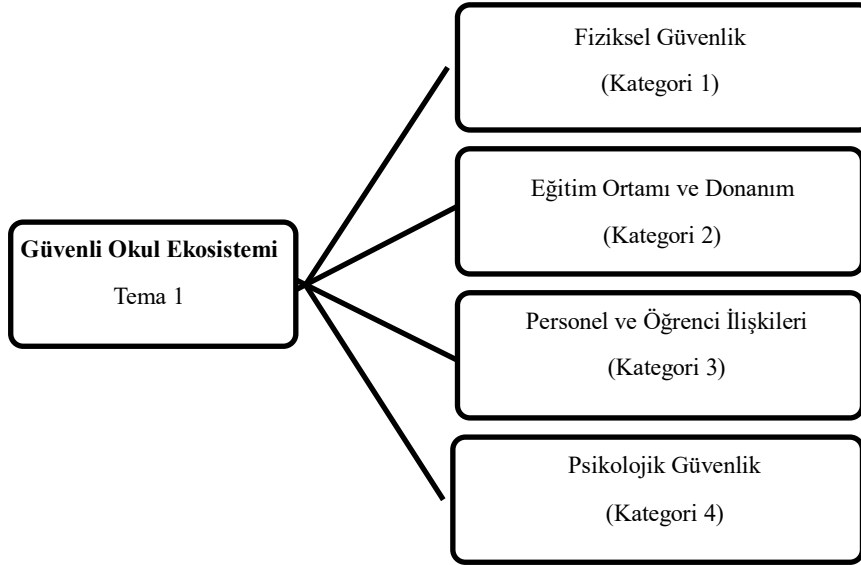 Güvenli Okul Ekosistemi
Tema 1
Fiziksel Güvenlik
(Kategori 1)
Eğitim Ortamı ve Donanım
(Kategori 2)
Personel ve Öğrenci İlişkileri
(Kategori 3)
Psikolojik Güvenlik
(Kategori 4)